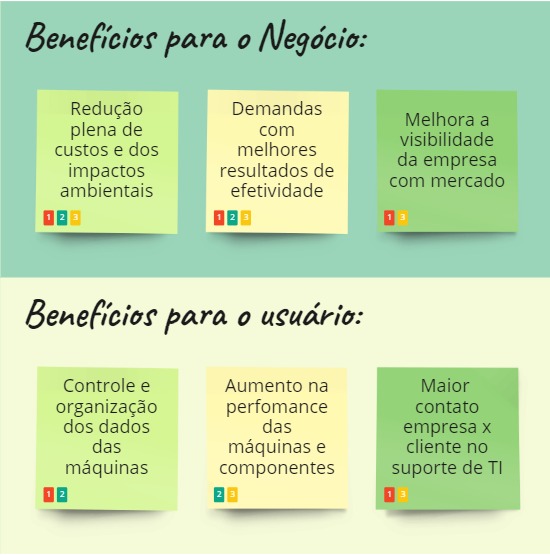 Benefícios para o Negócio:
Redução
plena de
custos e dos
impactos
ambientais
1 2 3
Demandas
com
melhores
resultados de
efetividade
1 2 3
Melhora a
visibilidade
da empresa
com mercado
1 3
Benefícios para o usuário:
Controle e
organização
dos dados
das
máquinas
1 2
Aumento na
perfomance
das
máquinas e
componentes
2 3
Maior
contato
empresa x
cliente no
suporte de TI
1 3